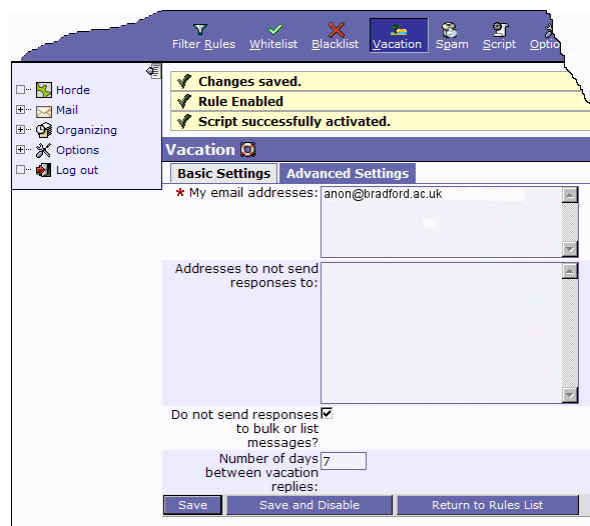 Filter Rules Whitelist Blacklist Vacation Spam Script Optio
Horde
Mail
Organizing
Options
Log out
Changes saved.
Rule Enabled
Script successfully activated.
Vacation
Basic Settings Advanced Settings
* My email addresses: anon@bradford.ac.uk
Addresses to not send
responses to:
Do not send responses
to bulk or list
messages?
Number of days 7
between vacation
replies:
Save Save and Disable Return to Rules List